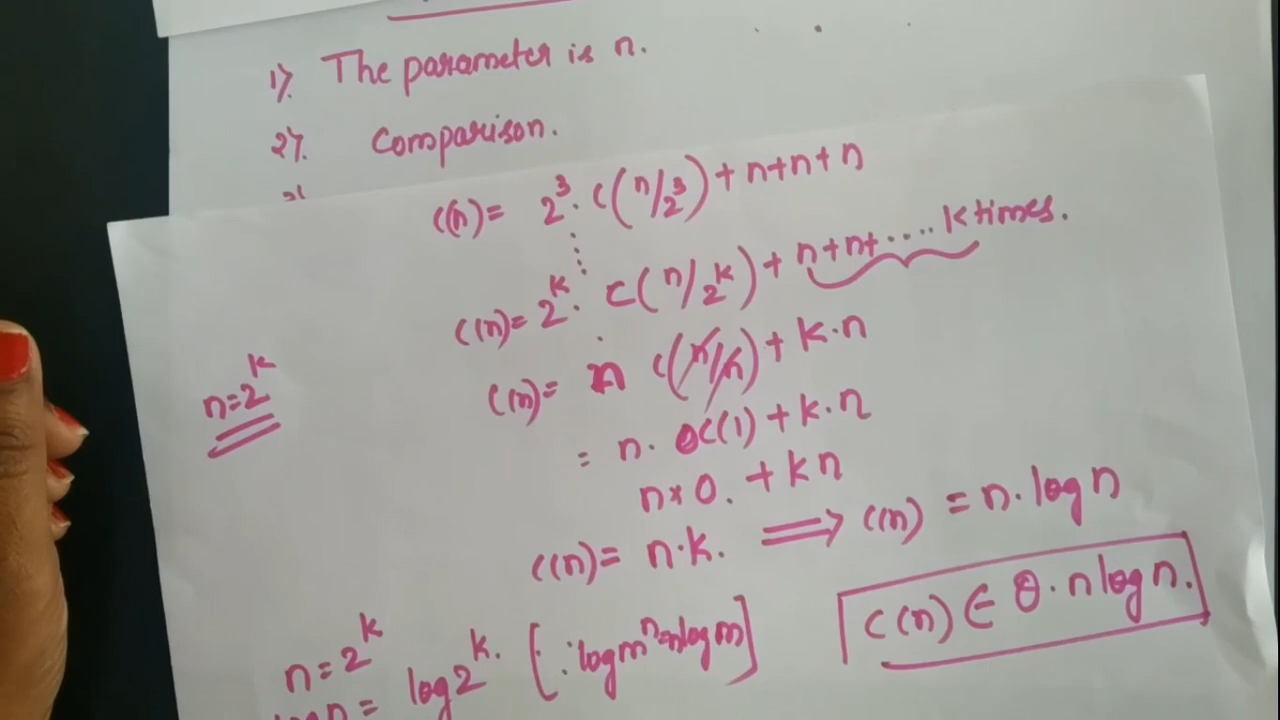 1). The parameter is n.
2). Comparison.
C(n)= 2³. C(n/2³) + n+n+n
C(n)= 2ᵏ. C(n/2ᵏ) + n+n+.... k times.
n=2ᵏ
C(n)= n C(n/n) + k.n
= n. C(1) + k.n
n×0. + kn
C(n)= n.k. ⟹ C(n) = n.log n
C(n) ∈ θ. n log n.
n=2ᵏ
log n = log 2ᵏ. [∵ log mⁿ=n log m]